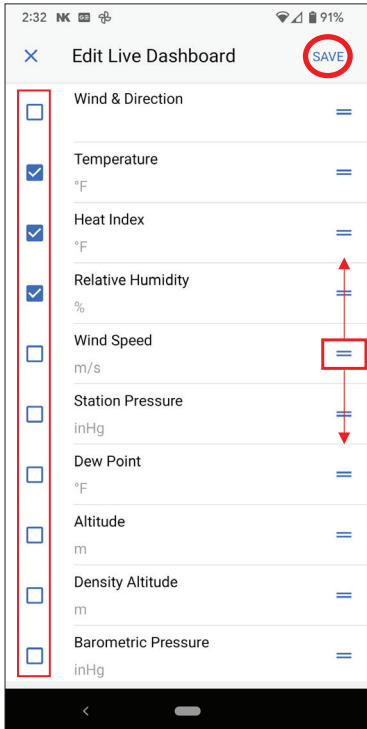 2:32 NK 91%
Edit Live Dashboard SAVE
Wind & Direction
Temperature
°F
Heat Index
°F
Relative Humidity
%
Wind Speed
m/s
Station Pressure
inHg
Dew Point
°F
Altitude
m
Density Altitude
m
Barometric Pressure
inHg